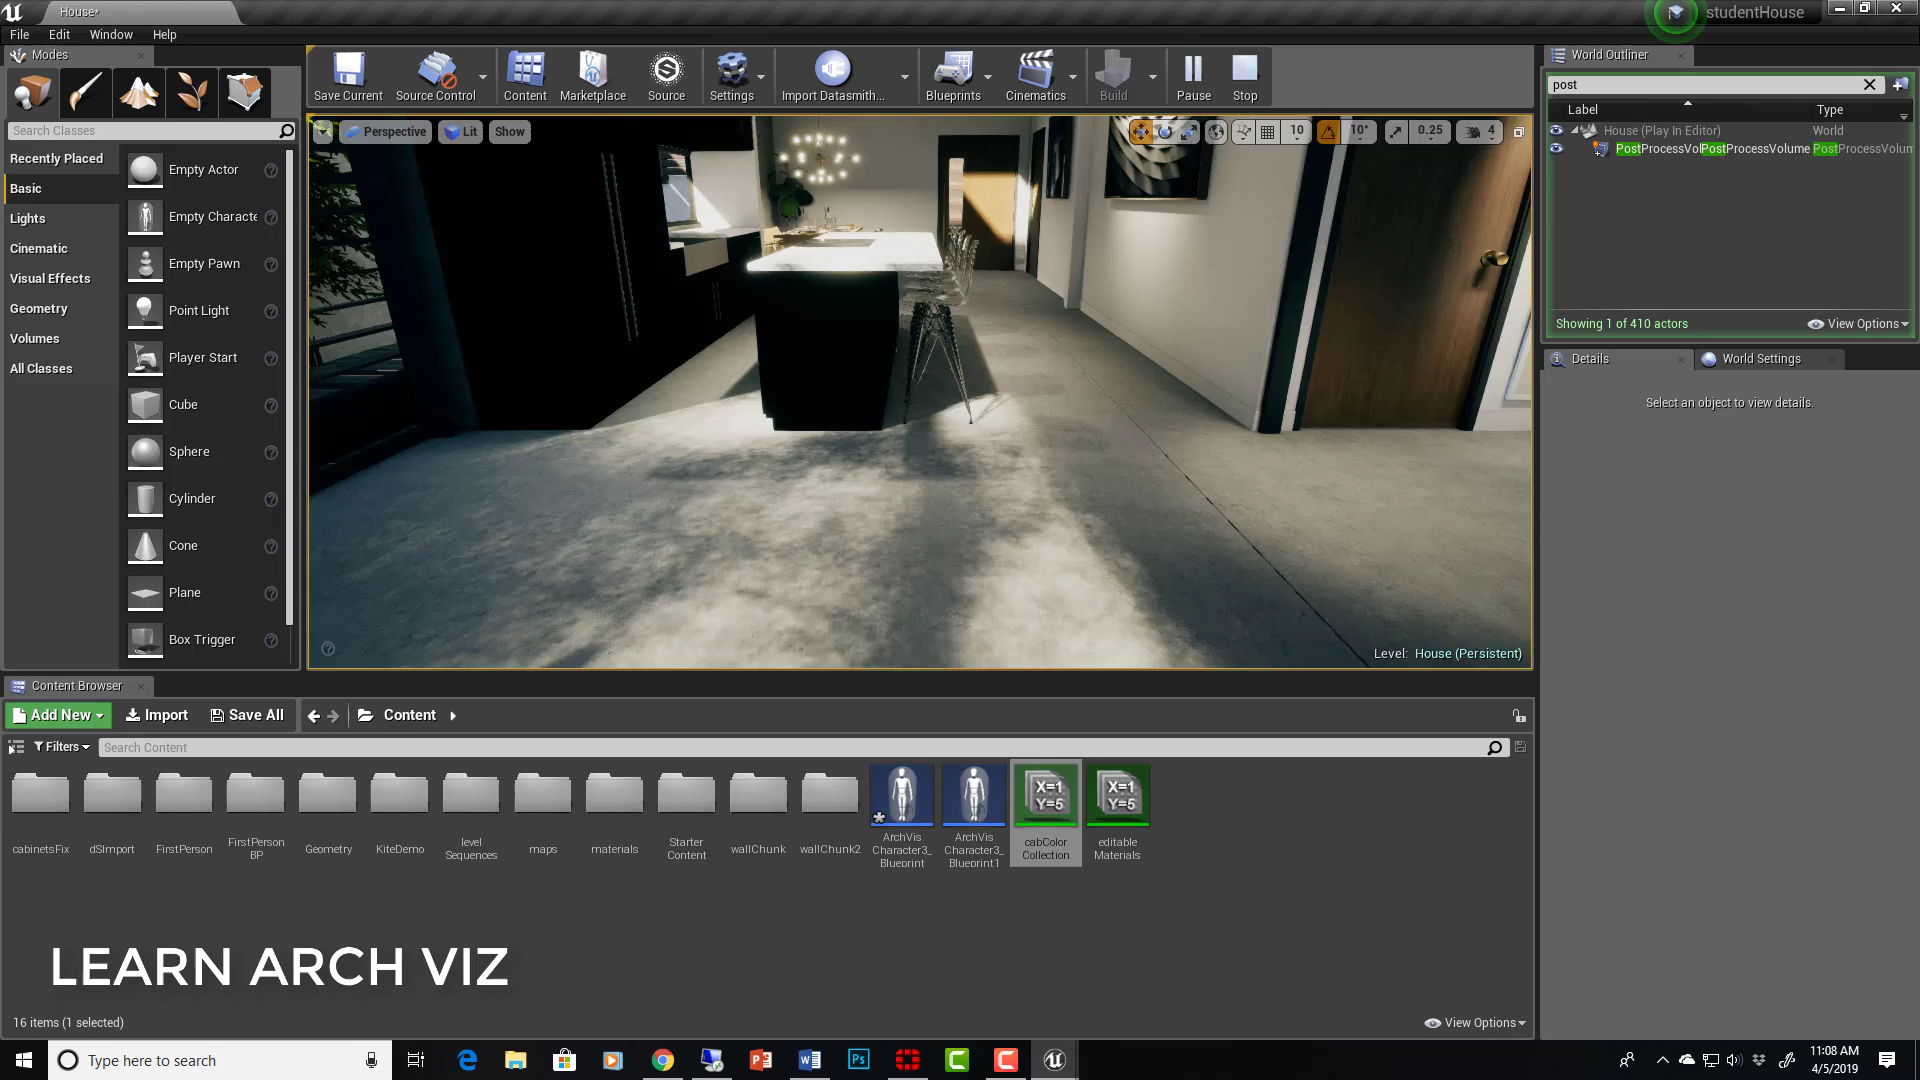 House*
studentHouse
File
Edit
Window
Help
Modes
World Outliner
Save Current
Source Control
Content
Marketplace
Source
Settings
Import Datasmith...
Blueprints
Cinematics
Build
Pause
Stop
post
Label
Type
House (Play In Editor)
World
PostProcessVolPostProcessVolume
PostProcessVolum
Showing 1 of 410 actors
View Options
Search Classes
Recently Placed
Basic
Lights
Cinematic
Visual Effects
Geometry
Volumes
All Classes
Empty Actor
Empty Characte
Empty Pawn
Point Light
Player Start
Cube
Sphere
Cylinder
Cone
Plane
Box Trigger
Perspective
Lit
Show
10
10°
0.25
4
Level: House (Persistent)
Details
World Settings
Select an object to view details.
Content Browser
Add New
Import
Save All
Content
Filters
Search Content
cabinetsFix
dSImport
FirstPerson
FirstPerson
BP
Geometry
KiteDemo
level
Sequences
maps
materials
Starter
Content
wallChunk
wallChunk2
ArchVis
Character3_
Blueprint
ArchVis
Character3_
Blueprint1
X=1
Y=5
cabColor
Collection
X=1
Y=5
editable
Materials
LEARN ARCH VIZ
16 items (1 selected)
View Options
Type here to search
11:08 AM
4/5/2019